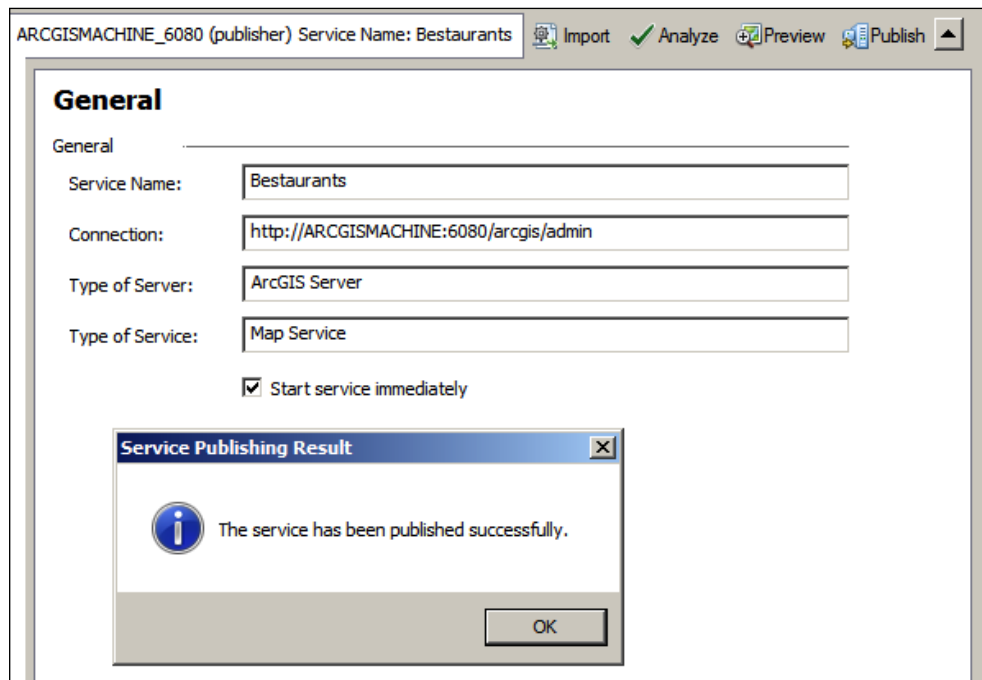 ARCGISMACHINE_6080 (publisher) Service Name: Bestaurants Import Analyze Preview Publish
General
General
Service Name: Bestaurants
Connection: http://ARCGISMACHINE:6080/arcgis/admin
Type of Server: ArcGIS Server
Type of Service: Map Service
Start service immediately
Service Publishing Result
The service has been published successfully.
OK